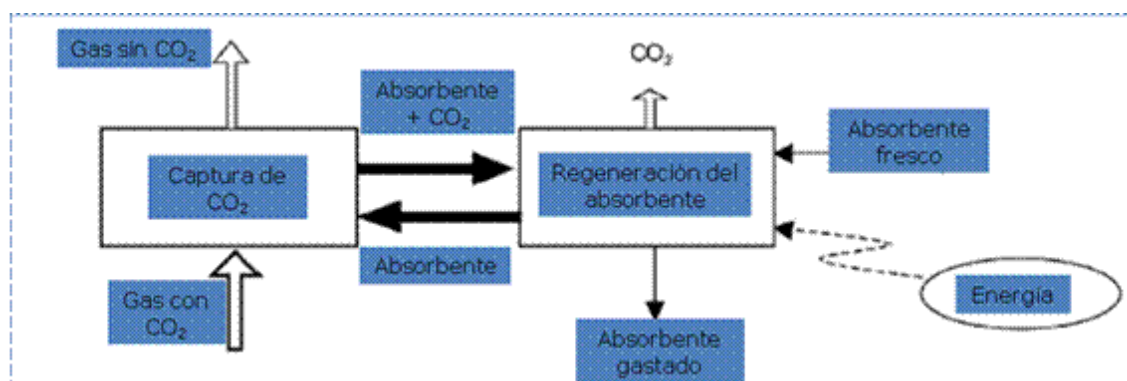 Gas sin CO₂
CO₂
Absorbente
+ CO₂
Absorbente
fresco
Captura de
CO₂
Regeneración del
absorbente
Absorbente
Gas con
CO₂
Energía
Absorbente
gastado